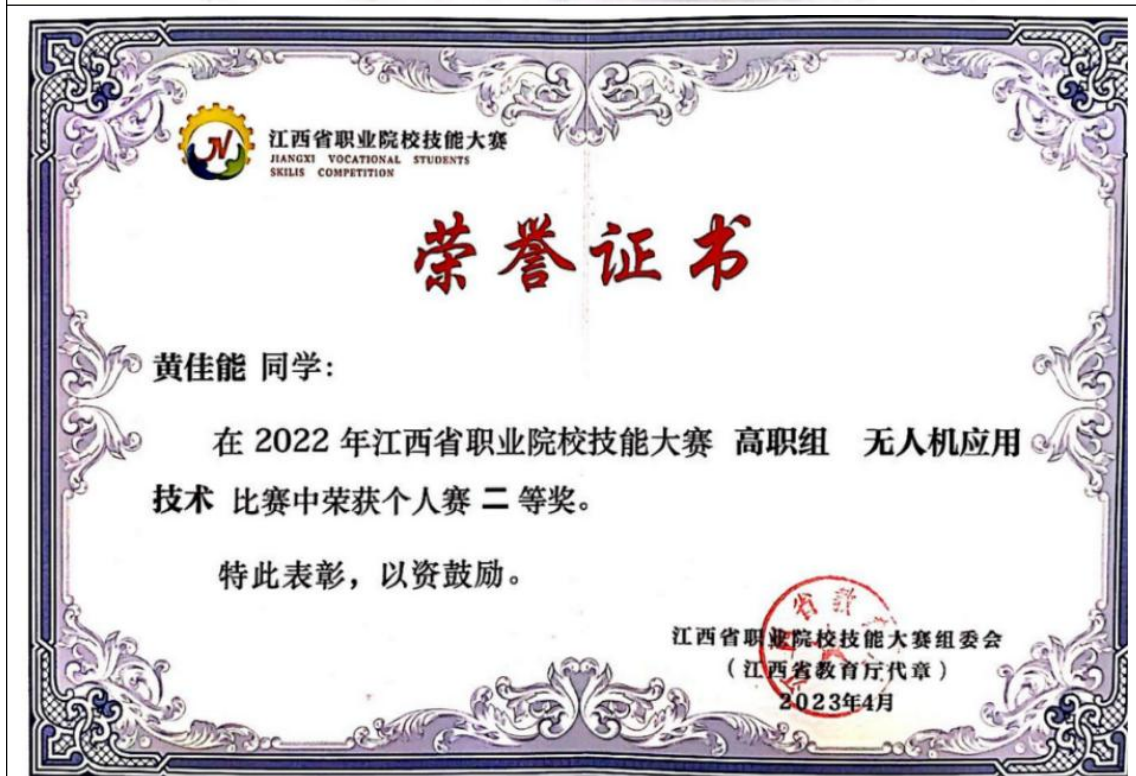 江西省职业院校技能大赛
JIANGXI VOCATIONAL STUDENTS
SKILIS COMPETITION
荣誉证书
黄佳能 同学:
在 2022 年江西省职业院校技能大赛 高职组 无人机应用
技术 比赛中荣获个人赛 二 等奖。
特此表彰,以资鼓励。
江西省职业院校技能大赛组委会
(江西省教育厅代章)
2023年4月